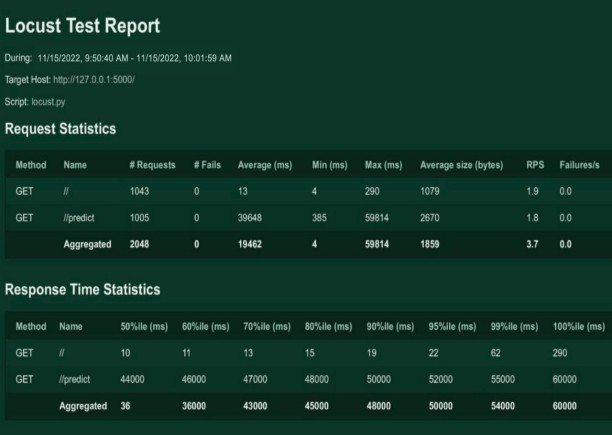 Locust Test Report
During: 11/15/2022, 9:50:40 AM - 11/15/2022, 10:01:59 AM
Target Host: http://127.0.0.1:5000/
Script: locust.py
Request Statistics
Method Name # Requests # Fails Average (ms) Min (ms) Max (ms) Average size (bytes) RPS Failures/s
GET // 1043 0 13 4 290 1079 1.9 0.0
GET //predict 1005 0 39648 385 59814 2670 1.8 0.0
Aggregated 2048 0 19462 4 59814 1859 3.7 0.0
Response Time Statistics
Method Name 50%ile (ms) 60%ile (ms) 70%ile (ms) 80%ile (ms) 90%ile (ms) 95%ile (ms) 99%ile (ms) 100%ile (ms)
GET // 10 11 13 15 19 22 62 290
GET //predict 44000 46000 47000 48000 50000 52000 55000 60000
Aggregated 36 36000 43000 45000 48000 50000 54000 60000